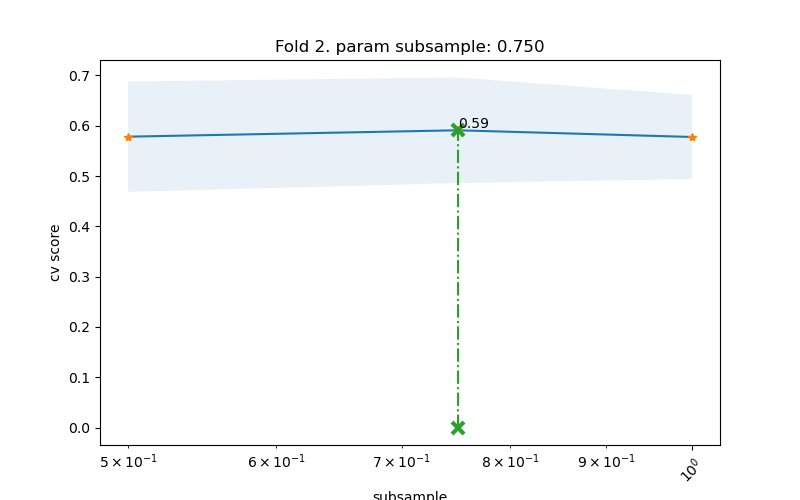 Fold 2. param subsample: 0.750
cv score
0.7
0.6
0.5
0.4
0.3
0.2
0.1
0.0
0.59
5 × 10⁻¹
6 × 10⁻¹
7 × 10⁻¹
8 × 10⁻¹
9 × 10⁻¹
10⁰
subsample